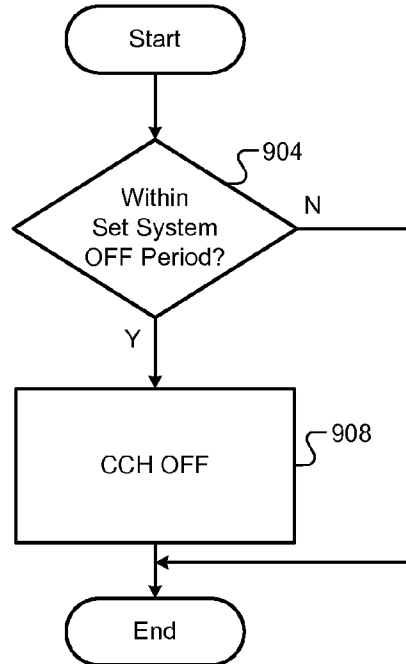 Start
904
Within
Set System
OFF Period?
N
Y
CCH OFF
908
End